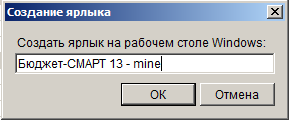 Создание ярлыка
Создать ярлык на рабочем столе Windows:
Бюджет-СМАРТ 13 - mine
OK
Отмена